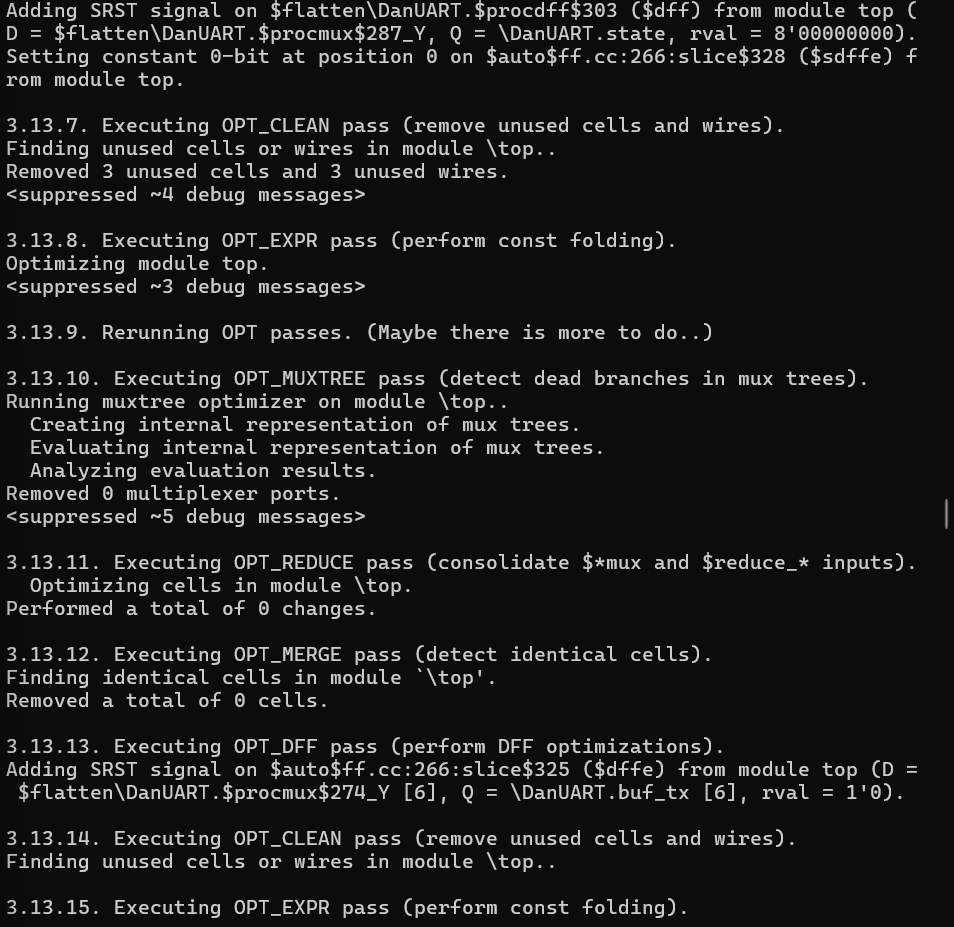 Adding SRST signal on $flatten\DanUART.$procdff$303 ($dff) from module top (
D = $flatten\DanUART.$procmux$287_Y, Q = \DanUART.state, rval = 8'00000000).
Setting constant 0-bit at position 0 on $auto$ff.cc:266:slice$328 ($sdffe) f
rom module top.
3.13.7. Executing OPT_CLEAN pass (remove unused cells and wires).
Finding unused cells or wires in module \top..
Removed 3 unused cells and 3 unused wires.
<suppressed ~4 debug messages>
3.13.8. Executing OPT_EXPR pass (perform const folding).
Optimizing module top.
<suppressed ~3 debug messages>
3.13.9. Rerunning OPT passes. (Maybe there is more to do..)
3.13.10. Executing OPT_MUXTREE pass (detect dead branches in mux trees).
Running muxtree optimizer on module \top..
  Creating internal representation of mux trees.
  Evaluating internal representation of mux trees.
  Analyzing evaluation results.
Removed 0 multiplexer ports.
<suppressed ~5 debug messages>
3.13.11. Executing OPT_REDUCE pass (consolidate $*mux and $reduce_* inputs).
  Optimizing cells in module \top.
Performed a total of 0 changes.
3.13.12. Executing OPT_MERGE pass (detect identical cells).
Finding identical cells in module `\top'.
Removed a total of 0 cells.
3.13.13. Executing OPT_DFF pass (perform DFF optimizations).
Adding SRST signal on $auto$ff.cc:266:slice$325 ($dffe) from module top (D =
 $flatten\DanUART.$procmux$274_Y [6], Q = \DanUART.buf_tx [6], rval = 1'0).
3.13.14. Executing OPT_CLEAN pass (remove unused cells and wires).
Finding unused cells or wires in module \top..
3.13.15. Executing OPT_EXPR pass (perform const folding).